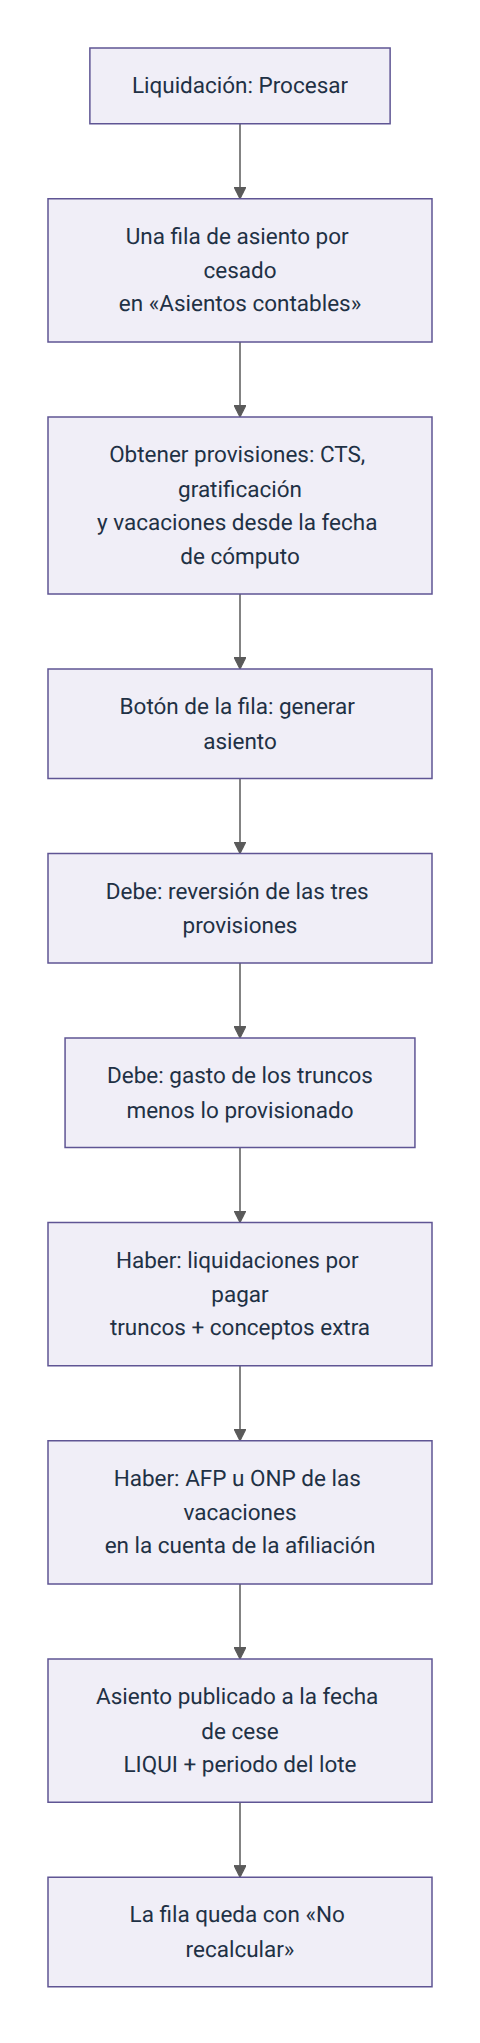 Liquidación: Procesar
Una fila de asiento por
cesado
en «Asientos contables»
Obtener provisiones: CTS,
gratificación
y vacaciones desde la fecha
de cómputo
Botón de la fila: generar
asiento
Debe: reversión de las tres
provisiones
Debe: gasto de los truncos
menos lo provisionado
Haber: liquidaciones por
pagar
truncos + conceptos extra
Haber: AFP u ONP de las
vacaciones
en la cuenta de la afiliación
Asiento publicado a la fecha
de cese
LIQUI + periodo del lote
La fila queda con «No
recalcular»